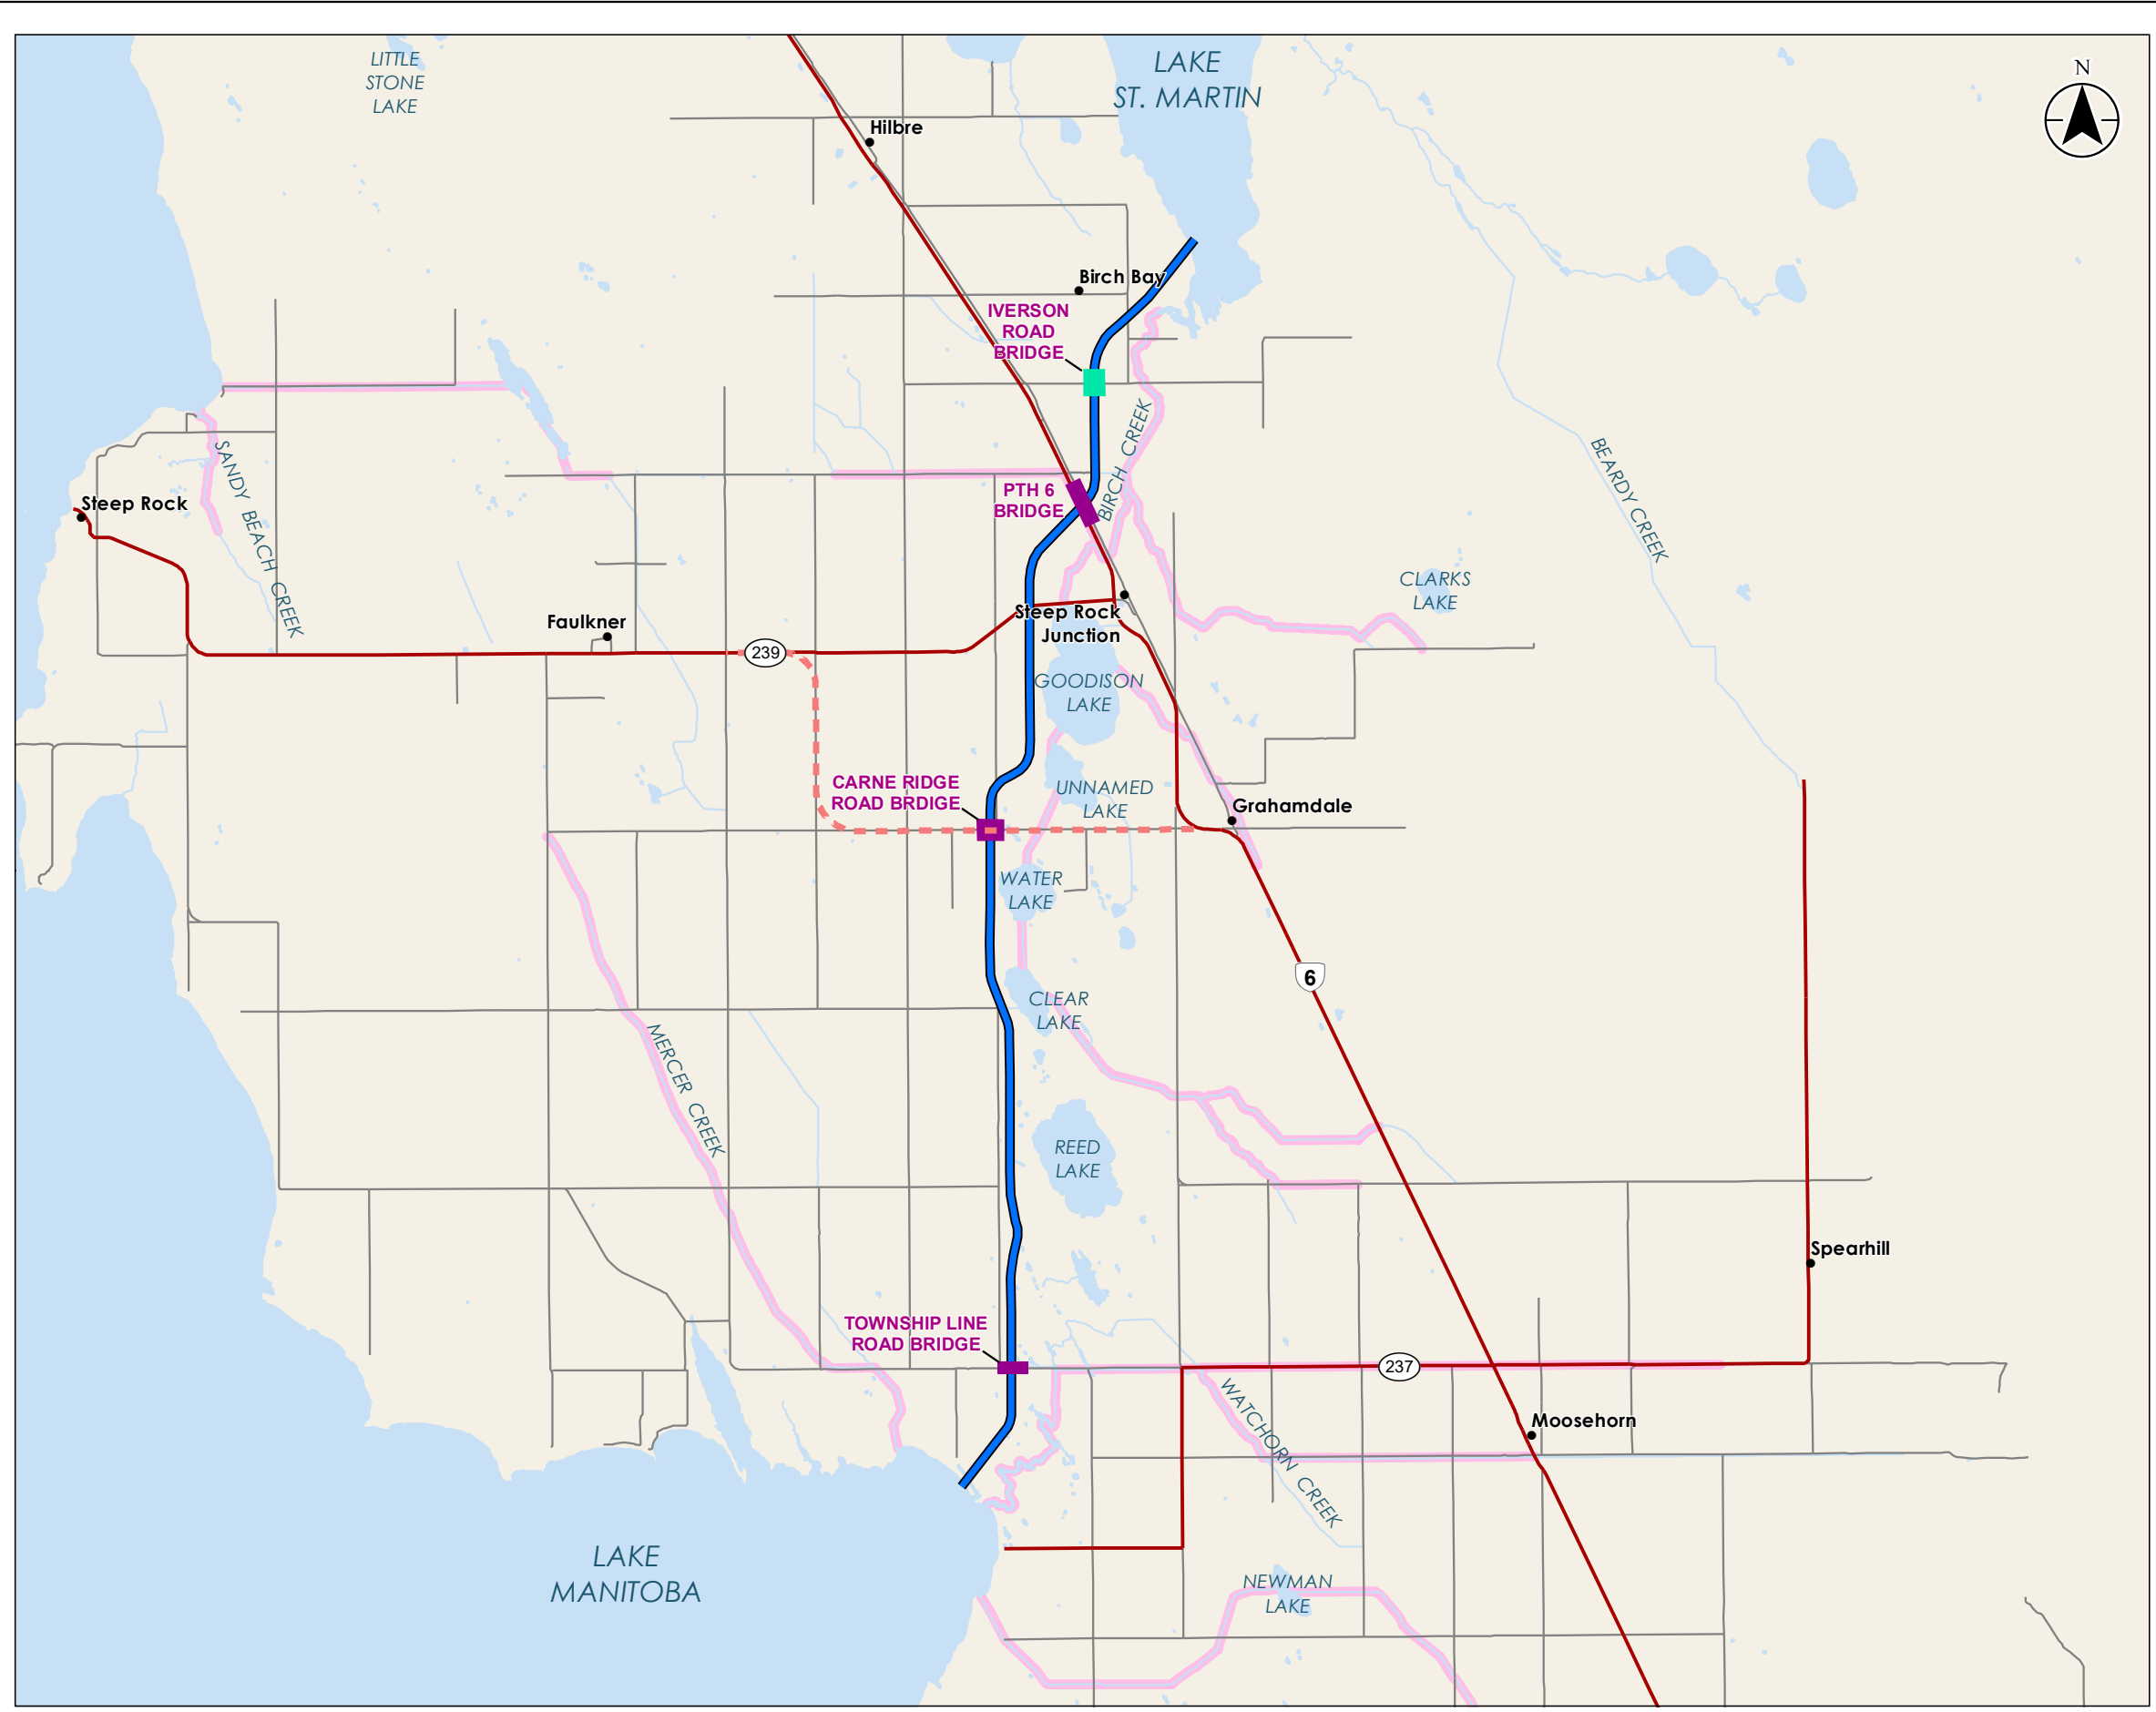 LITTLE
STONE
LAKE
LAKE
ST. MARTIN
N
Hilbre
Birch Bay
IVERSON
ROAD
BRIDGE
BIRCH CREEK
PTH 6
BRIDGE
SANDY BEACH CREEK
Steep Rock
BEARDY CREEK
CLARKS
LAKE
Faulkner
Steep Rock
Junction
239
GOODISON
LAKE
CARNE RIDGE
ROAD BRDIGE
UNNAMED
LAKE
Grahamdale
WATER
LAKE
6
CLEAR
LAKE
MERCER CREEK
REED
LAKE
Spearhill
TOWNSHIP LINE
ROAD BRIDGE
237
WATCHORN CREEK
Moosehorn
LAKE
MANITOBA
NEWMAN
LAKE